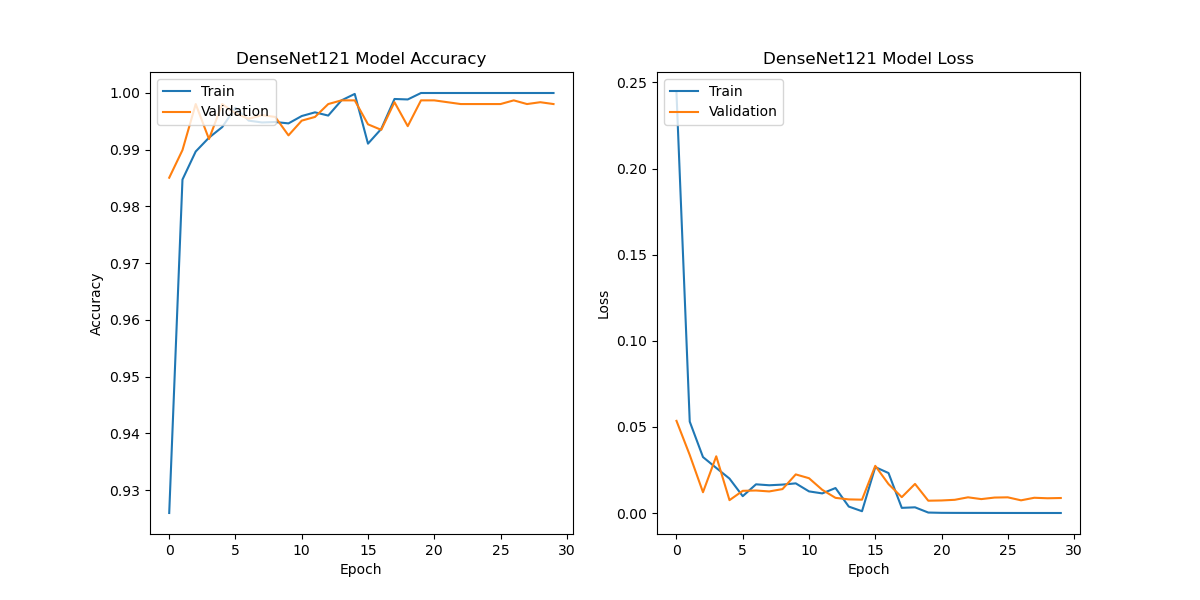 DenseNet121 Model Accuracy
Train
Validation
1.00
0.99
0.98
0.97
0.96
0.95
0.94
0.93
Accuracy
0 5 10 15 20 25 30
Epoch
DenseNet121 Model Loss
Train
Validation
0.25
0.20
0.15
0.10
0.05
0.00
Loss
0 5 10 15 20 25 30
Epoch